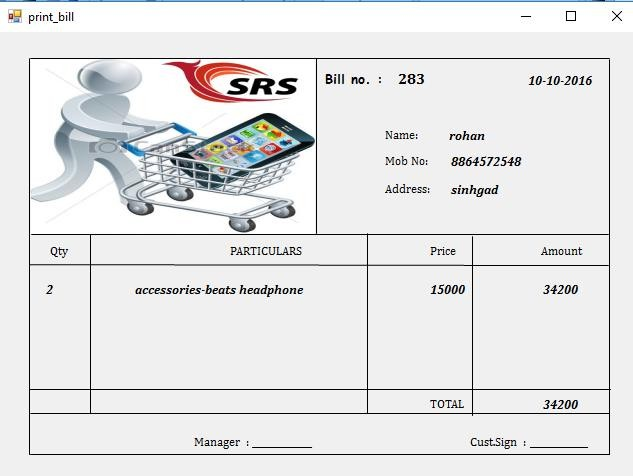 print_bill
SRS
Bill no. : 283
10-10-2016
Name: rohan
Mob No: 8864572548
Address: sinhgad
Qty PARTICULARS Price Amount
2 accessories-beats headphone 15000 34200
TOTAL 34200
Manager : __________ Cust.Sign : __________